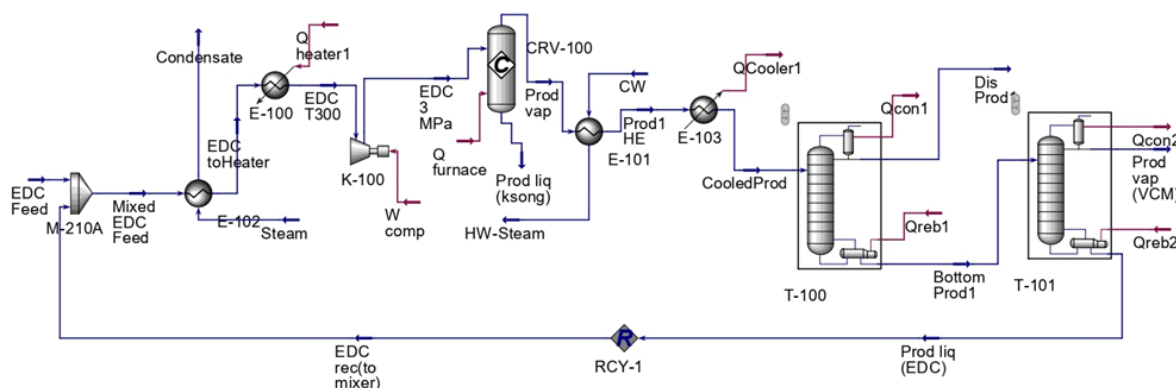 Condensate
Q
heater1
E-100
EDC
T300
EDC
toHeater
K-100
W
comp
EDC
3
MPa
Q
furnace
C
CRV-100
Prod
vap
Prod liq
(ksong)
CW
Prod1
HE
E-101
HW-Steam
QCooler1
E-103
CooledProd
Qcon1
Dis
Prod1
Qreb1
Bottom
Prod1
T-100
Qcon2
Prod
vap
(VCM)
Qreb2
T-101
EDC
Feed
M-210A
Mixed
EDC
Feed
E-102
Steam
EDC
rec(to
mixer)
R
RCY-1
Prod liq
(EDC)